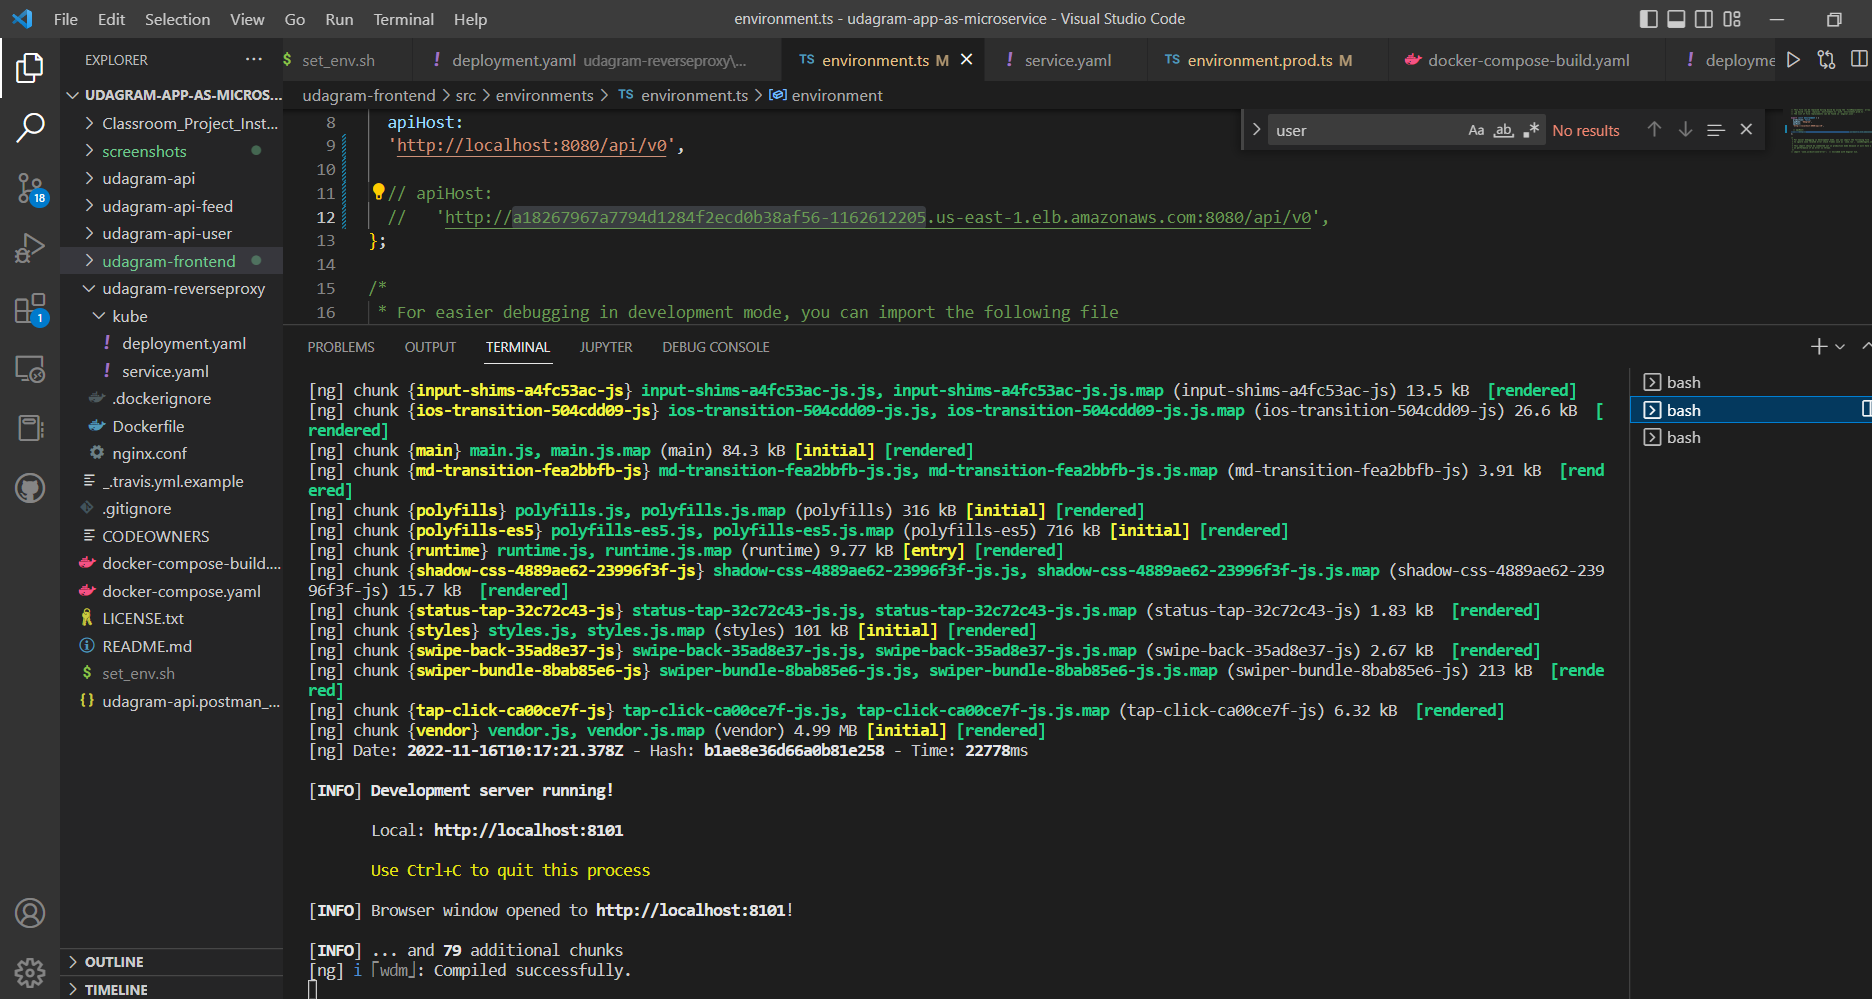 File Edit Selection View Go Run Terminal Help
environment.ts - udagram-app-as-microservice - Visual Studio Code
EXPLORER ...
$ set_env.sh
! deployment.yaml udagram-reverseproxy\...
TS environment.ts M
! service.yaml
TS environment.prod.ts M
docker-compose-build.yaml
! deployme
UDAGRAM-APP-AS-MICROS...
Classroom_Project_Inst...
screenshots
udagram-api
udagram-api-feed
udagram-api-user
udagram-frontend
udagram-reverseproxy
kube
! deployment.yaml
! service.yaml
.dockerignore
Dockerfile
nginx.conf
_.travis.yml.example
.gitignore
CODEOWNERS
docker-compose-build....
docker-compose.yaml
LICENSE.txt
README.md
$ set_env.sh
{} udagram-api.postman_...
OUTLINE
TIMELINE
18
1
udagram-frontend > src > environments > TS environment.ts > environment
user
Aa ab .*
No results
8 apiHost:
9 'http://localhost:8080/api/v0',
10
11 // apiHost:
12 //   'http://a18267967a7794d1284f2ecd0b38af56-1162612205.us-east-1.elb.amazonaws.com:8080/api/v0',
13 };
14
15 /*
16 * For easier debugging in development mode, you can import the following file
PROBLEMS OUTPUT TERMINAL JUPYTER DEBUG CONSOLE
bash
bash
bash
[ng] chunk {input-shims-a4fc53ac-js} input-shims-a4fc53ac-js.js, input-shims-a4fc53ac-js.js.map (input-shims-a4fc53ac-js) 13.5 kB  [rendered]
[ng] chunk {ios-transition-504cdd09-js} ios-transition-504cdd09-js.js, ios-transition-504cdd09-js.js.map (ios-transition-504cdd09-js) 26.6 kB  [
rendered]
[ng] chunk {main} main.js, main.js.map (main) 84.3 kB [initial] [rendered]
[ng] chunk {md-transition-fea2bbfb-js} md-transition-fea2bbfb-js.js, md-transition-fea2bbfb-js.js.map (md-transition-fea2bbfb-js) 3.91 kB  [rend
ered]
[ng] chunk {polyfills} polyfills.js, polyfills.js.map (polyfills) 316 kB [initial] [rendered]
[ng] chunk {polyfills-es5} polyfills-es5.js, polyfills-es5.js.map (polyfills-es5) 716 kB [initial] [rendered]
[ng] chunk {runtime} runtime.js, runtime.js.map (runtime) 9.77 kB [entry] [rendered]
[ng] chunk {shadow-css-4889ae62-23996f3f-js} shadow-css-4889ae62-23996f3f-js.js, shadow-css-4889ae62-23996f3f-js.js.map (shadow-css-4889ae62-239
96f3f-js) 15.7 kB  [rendered]
[ng] chunk {status-tap-32c72c43-js} status-tap-32c72c43-js.js, status-tap-32c72c43-js.js.map (status-tap-32c72c43-js) 1.83 kB  [rendered]
[ng] chunk {styles} styles.js, styles.js.map (styles) 101 kB [initial] [rendered]
[ng] chunk {swipe-back-35ad8e37-js} swipe-back-35ad8e37-js.js, swipe-back-35ad8e37-js.js.map (swipe-back-35ad8e37-js) 2.67 kB  [rendered]
[ng] chunk {swiper-bundle-8bab85e6-js} swiper-bundle-8bab85e6-js.js, swiper-bundle-8bab85e6-js.js.map (swiper-bundle-8bab85e6-js) 213 kB  [rende
red]
[ng] chunk {tap-click-ca00ce7f-js} tap-click-ca00ce7f-js.js, tap-click-ca00ce7f-js.js.map (tap-click-ca00ce7f-js) 6.32 kB  [rendered]
[ng] chunk {vendor} vendor.js, vendor.js.map (vendor) 4.99 MB [initial] [rendered]
[ng] Date: 2022-11-16T10:17:21.378Z - Hash: b1ae8e36d66a0b81e258 - Time: 22778ms
[INFO] Development server running!
Local: http://localhost:8101
Use Ctrl+C to quit this process
[INFO] Browser window opened to http://localhost:8101!
[INFO] ... and 79 additional chunks
[ng] i ｢wdm｣: Compiled successfully.